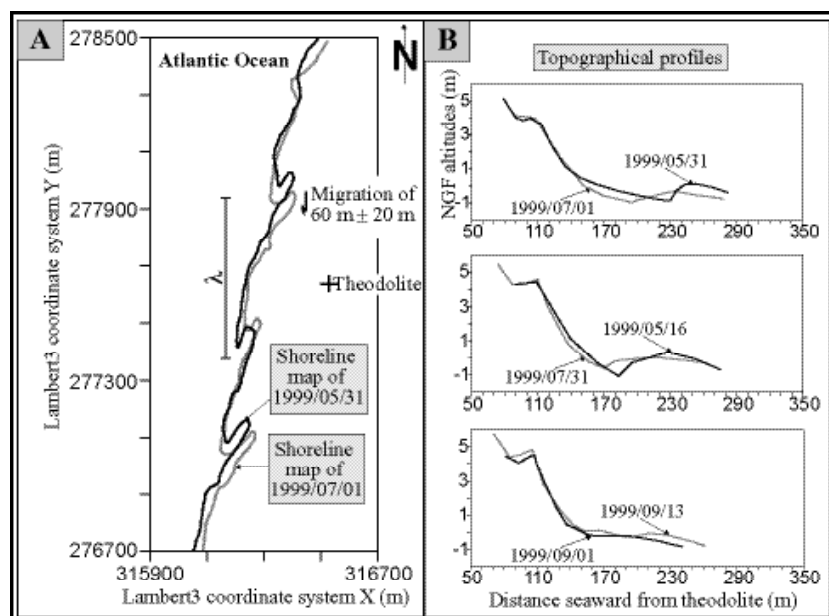 A
278500
Atlantic Ocean
N
Migration of
60 m ± 20 m
277900
λ
Theodolite
Lambert3 coordinate system Y (m)
Shoreline
map of
1999/05/31
277300
Shoreline
map of
1999/07/01
276700
315900
316700
Lambert3 coordinate system X (m)
B
Topographical profiles
NGF altitudes (m)
5
3
1
-1
1999/05/31
1999/07/01
50 110 170 230 290 350
5
3
1
-1
1999/05/16
1999/07/31
50 110 180 230 290 350
5
3
1
-1
1999/09/13
1999/09/01
50 110 170 230 290 350
Distance seaward from theodolite (m)